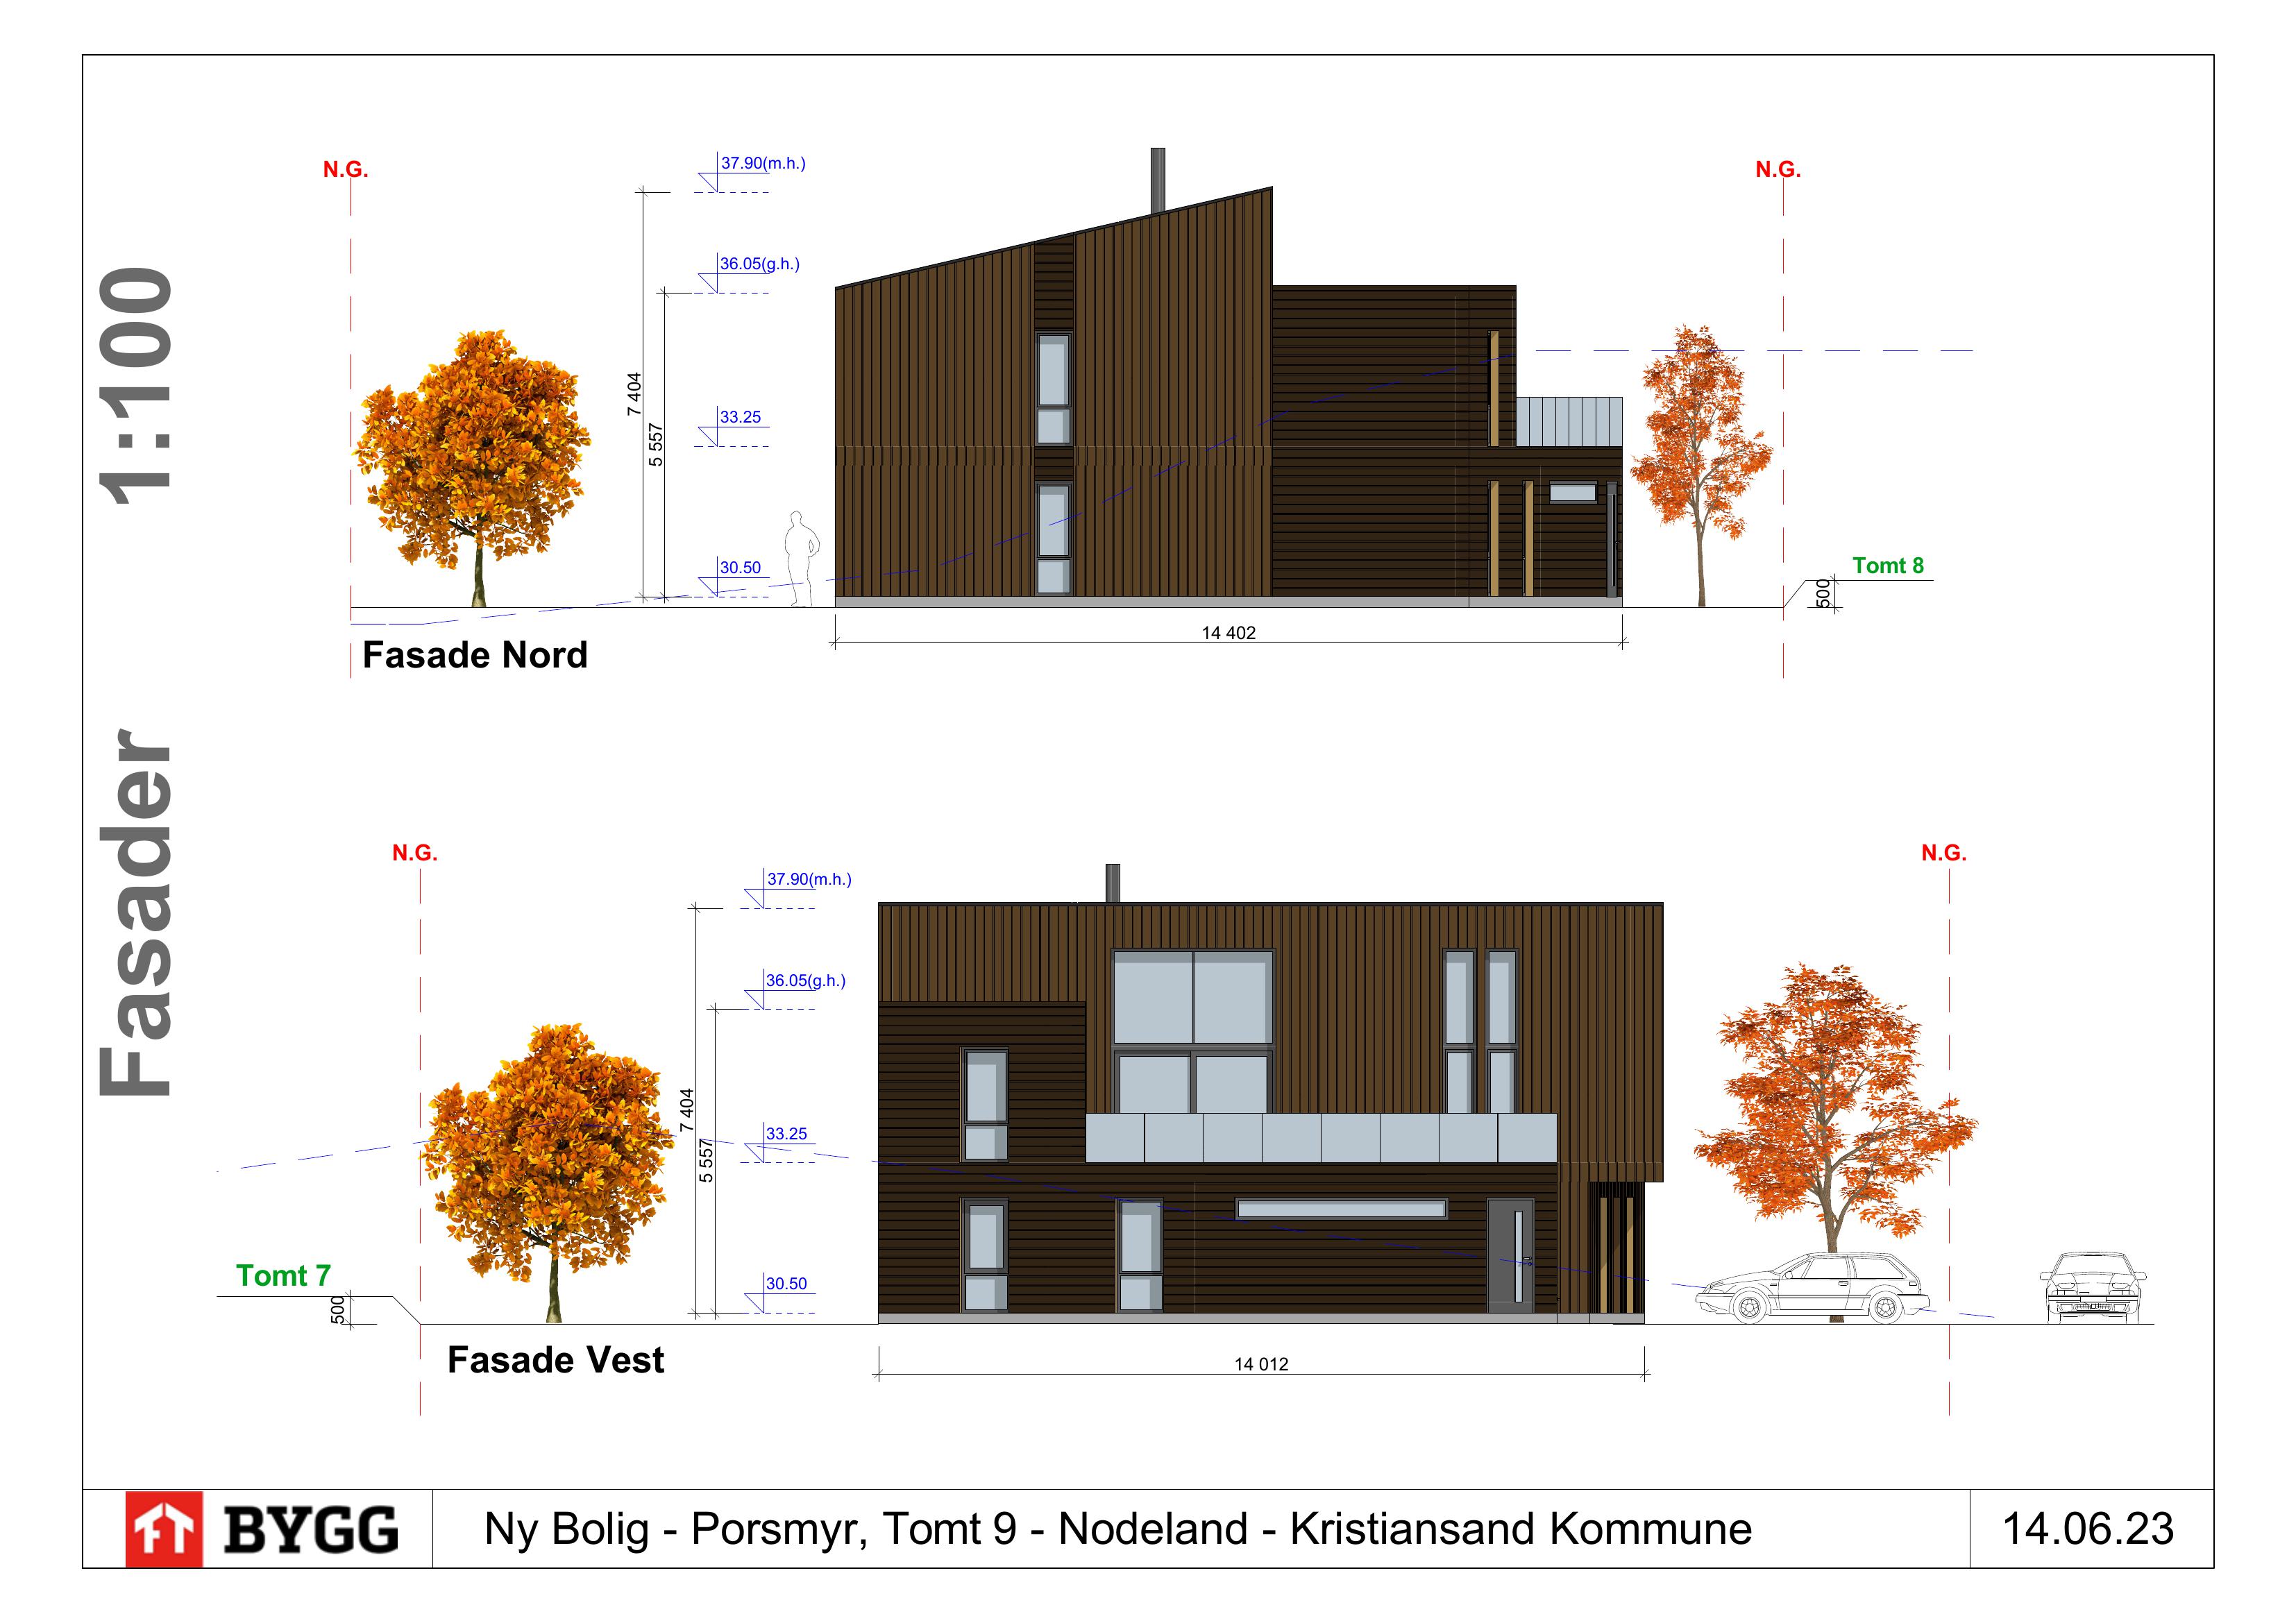 Fasader 1:100
N.G.
N.G.
37.90(m.h.)
36.05(g.h.)
33.25
30.50
7 404
5 557
Tomt 8
500
14 402
Fasade Nord
N.G.
N.G.
37.90(m.h.)
36.05(g.h.)
33.25
30.50
7 404
5 557
Tomt 7
500
14 012
Fasade Vest
BYGG
Ny Bolig - Porsmyr, Tomt 9 - Nodeland - Kristiansand Kommune
14.06.23